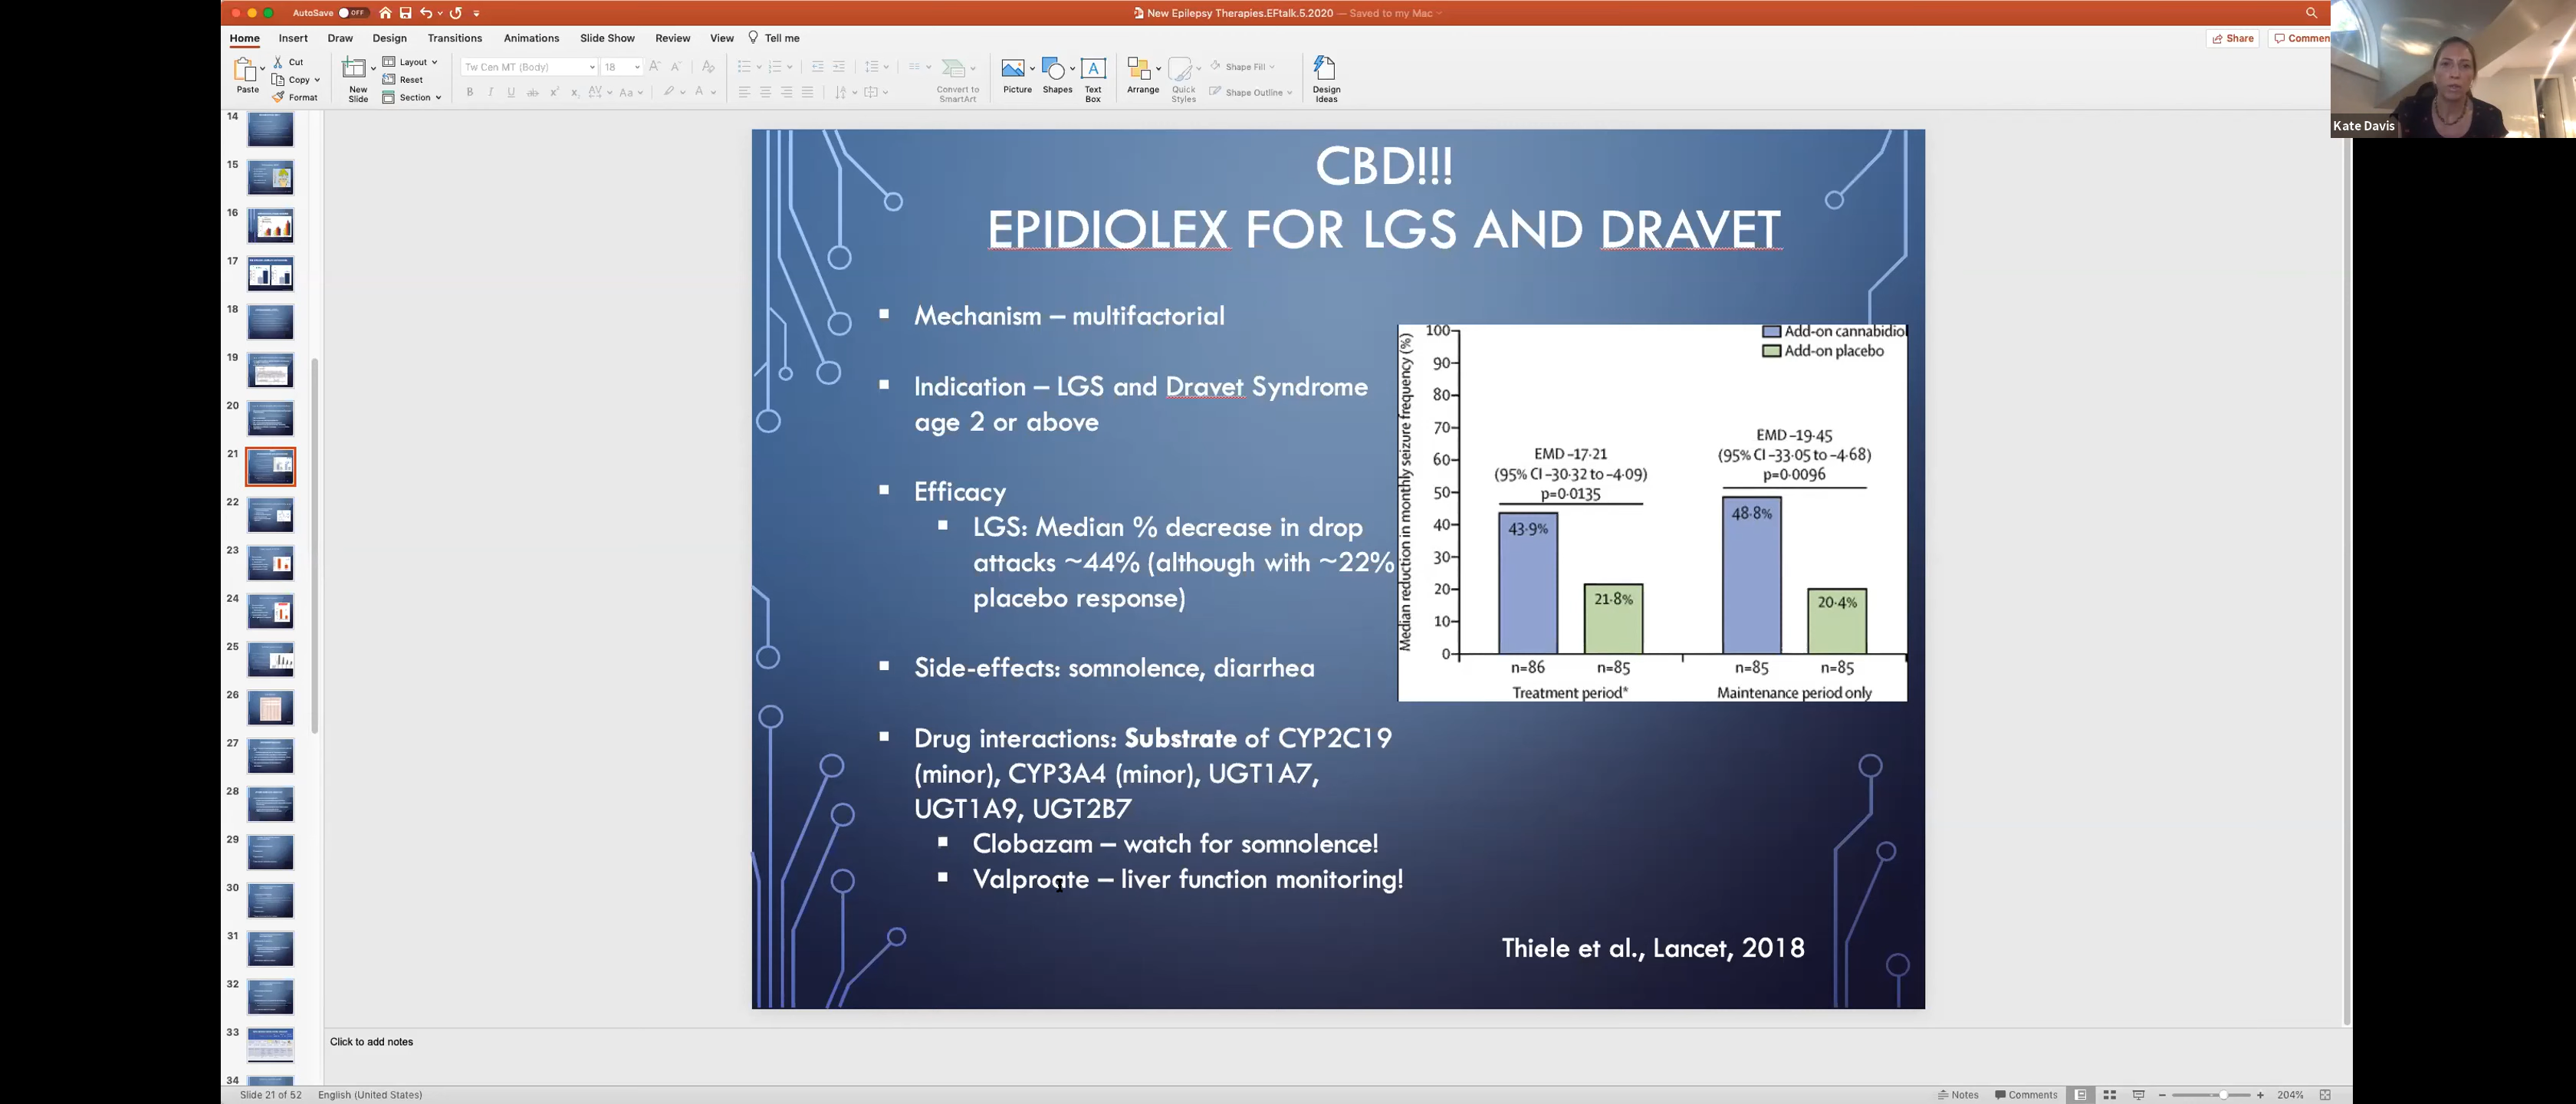 AutoSave OFF
New Epilepsy Therapies.EFtalk.5.2020 — Saved to my Mac
Home Insert Draw Design Transitions Animations Slide Show Review View Tell me
Share Commen
Paste Cut Copy Format
New Slide Layout Reset Section
Tw Cen MT (Body) 18
Convert to SmartArt
Picture Shapes Text Box Arrange Quick Styles Shape Fill Shape Outline Design Ideas
Kate Davis
14
15
16
17
18
19
20
21
22
23
24
25
26
27
28
29
30
31
32
33
34
CBD!!!
EPIDIOLEX FOR LGS AND DRAVET
Mechanism – multifactorial
Indication – LGS and Dravet Syndrome
age 2 or above
Efficacy
LGS: Median % decrease in drop
attacks ~44% (although with ~22%
placebo response)
Side-effects: somnolence, diarrhea
Drug interactions: Substrate of CYP2C19
(minor), CYP3A4 (minor), UGT1A7,
UGT1A9, UGT2B7
Clobazam – watch for somnolence!
Valproate – liver function monitoring!
Median reduction in monthly seizure frequency (%)
100
90
80
70
60
50
40
30
20
10
0
Add-on cannabidiol
Add-on placebo
EMD –17·21
(95% CI –30·32 to –4·09)
p=0·0135
EMD –19·45
(95% CI –33·05 to –4·68)
p=0·0096
43·9%
21·8%
48·8%
20·4%
n=86 n=85 n=85 n=85
Treatment period* Maintenance period only
Thiele et al., Lancet, 2018
Click to add notes
Slide 21 of 52 English (United States) Notes Comments 204%